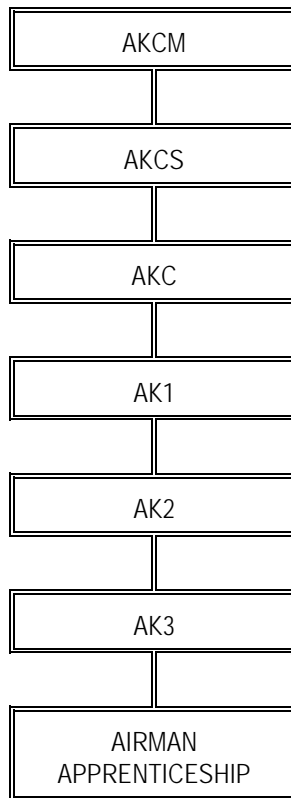 AKCM
AKCS
AKC
AK1
AK2
AK3
AIRMAN
APPRENTICESHIP